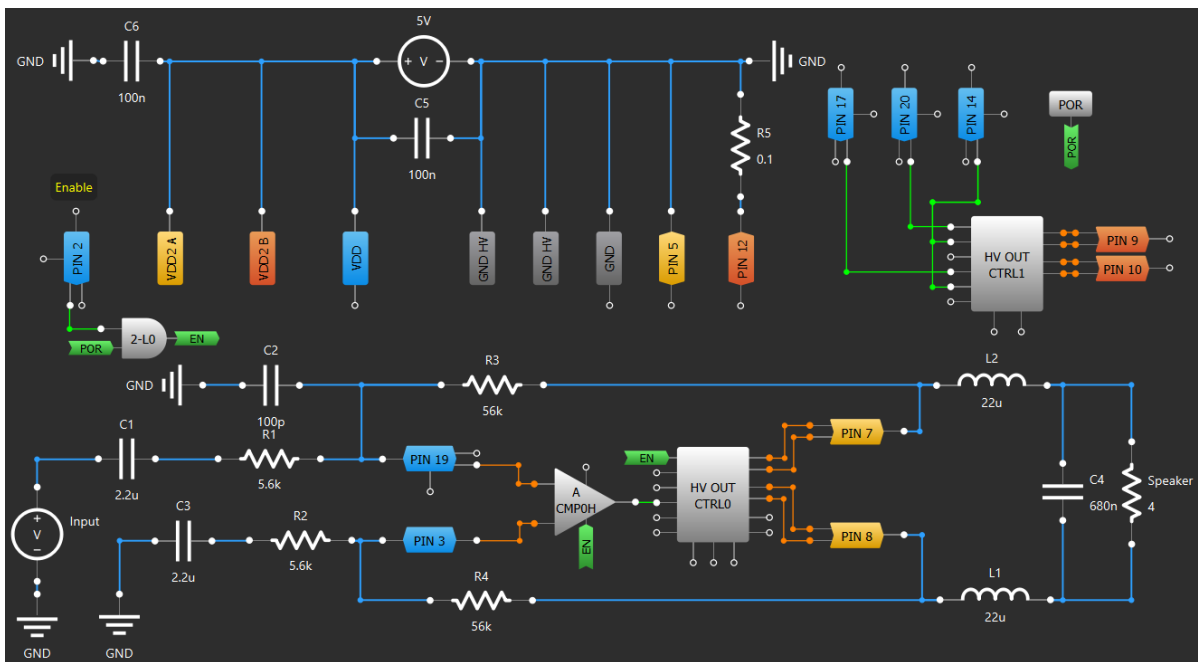 C6
GND
100n
5V
+ V −
C5
100n
GND
R5
0.1
PIN 17
PIN 20
PIN 14
POR
POR
Enable
PIN 2
VDD2 A
VDD2 B
VDD
GND HV
GND HV
GND
PIN 5
PIN 12
HV OUT
CTRL1
PIN 9
PIN 10
2-L0
EN
POR
GND
C2
100p
R3
56k
L2
22u
C1
2.2u
R1
5.6k
PIN 19
EN
HV OUT
CTRL0
PIN 7
A
CMP0H
EN
C4
680n
Speaker
4
+
V
−
Input
C3
2.2u
R2
5.6k
PIN 3
PIN 8
R4
56k
L1
22u
GND
GND